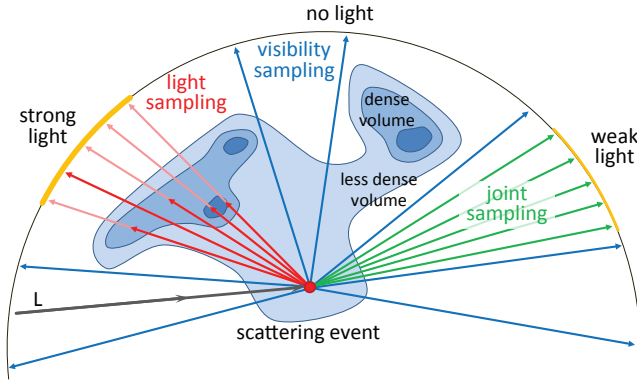 no light
visibility
sampling
light
sampling
strong
light
dense
volume
weak
light
less dense
volume
joint
sampling
L
scattering event